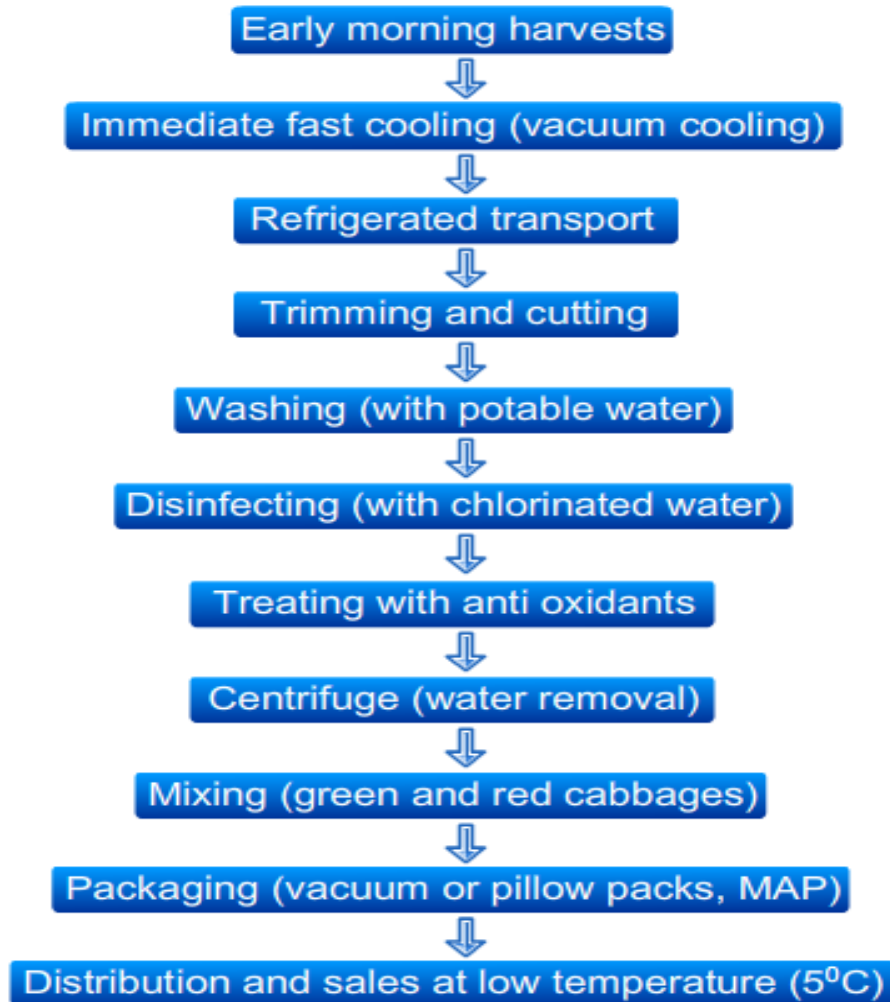 Early morning harvests
Immediate fast cooling (vacuum cooling)
Refrigerated transport
Trimming and cutting
Washing (with potable water)
Disinfecting (with chlorinated water)
Treating with anti oxidants
Centrifuge (water removal)
Mixing (green and red cabbages)
Packaging (vacuum or pillow packs, MAP)
Distribution and sales at low temperature (5⁰C)